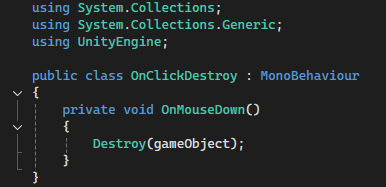 using System.Collections;
using System.Collections.Generic;
using UnityEngine;
public class OnClickDestroy : MonoBehaviour
{
private void OnMouseDown()
{
Destroy(gameObject);
}
}